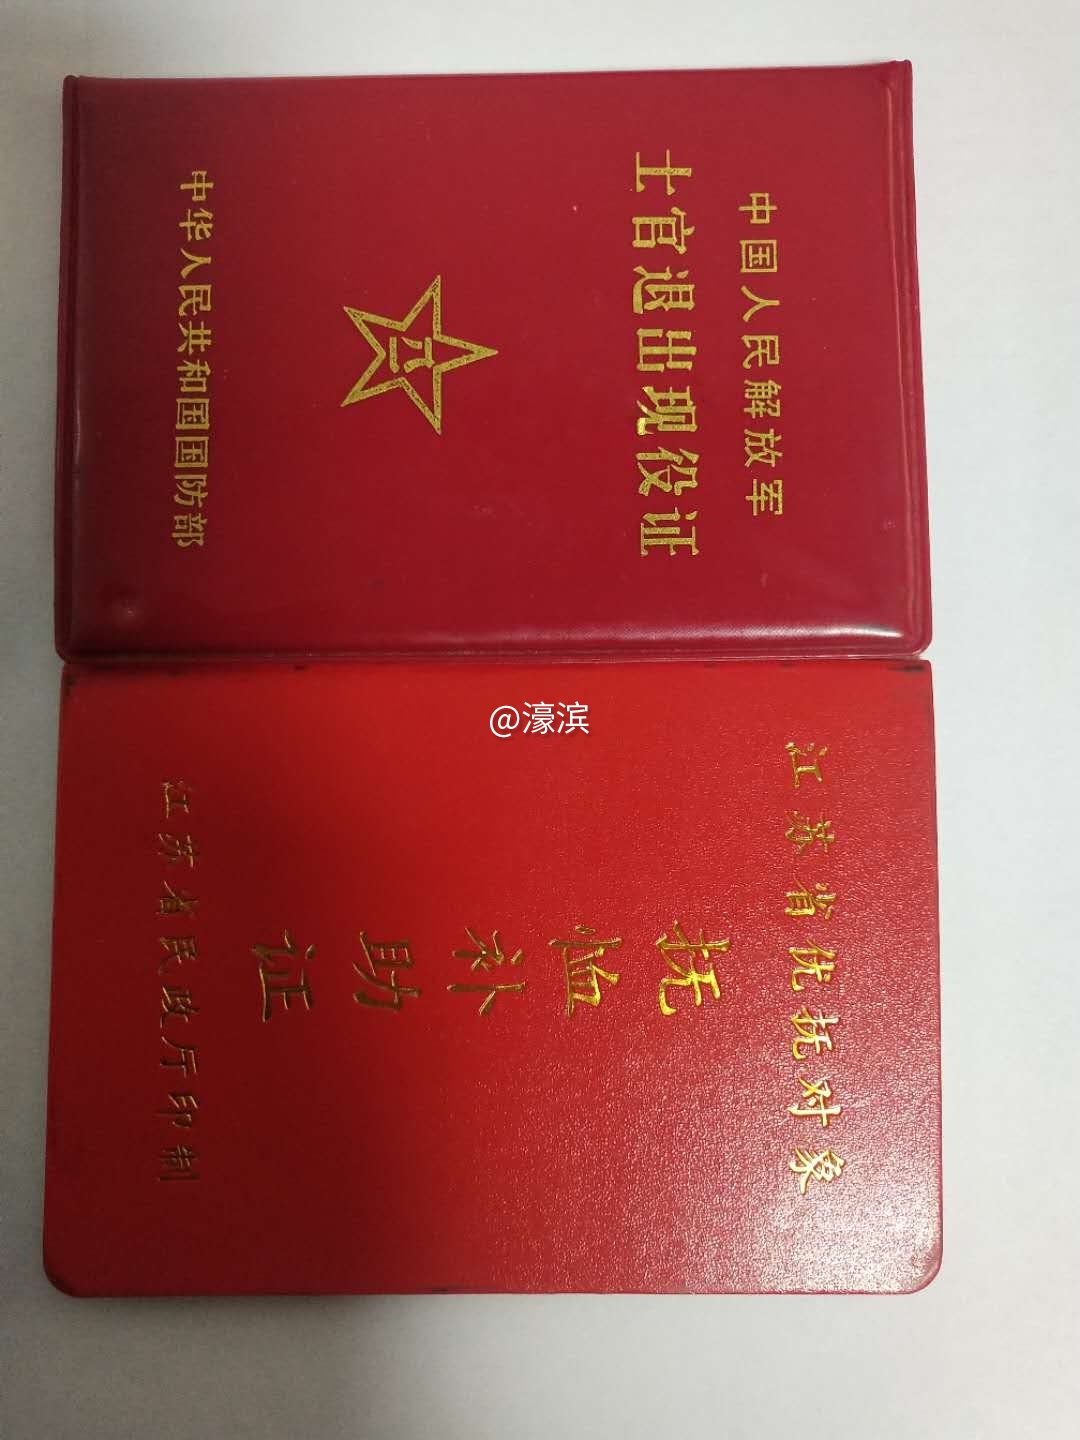 中国人民解放军
士官退出现役证
中华人民共和国国防部
@濠滨
江苏省优抚对象
抚恤补助证
江苏省民政厅印制